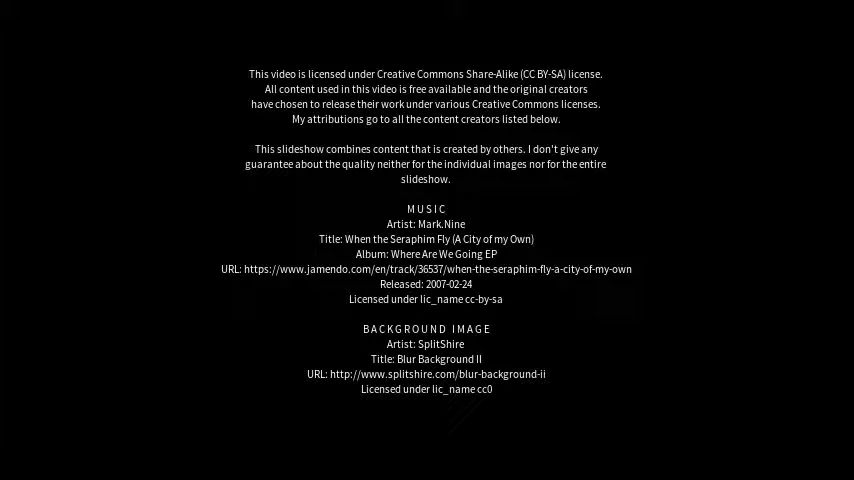 This video is licensed under Creative Commons Share-Alike (CC BY-SA) license.
All content used in this video is free available and the original creators
have chosen to release their work under various Creative Commons licenses.
My attributions go to all the content creators listed below.
This slideshow combines content that is created by others. I don't give any
guarantee about the quality neither for the individual images nor for the entire
slideshow.
MUSIC
Artist: Mark.Nine
Title: When the Seraphim Fly (A City of my Own)
Album: Where Are We Going EP
URL: https://www.jamendo.com/en/track/36537/when-the-seraphim-fly-a-city-of-my-own
Released: 2007-02-24
Licensed under lic_name cc-by-sa
BACKGROUND IMAGE
Artist: SplitShire
Title: Blur Background II
URL: http://www.splitshire.com/blur-background-ii
Licensed under lic_name cc0